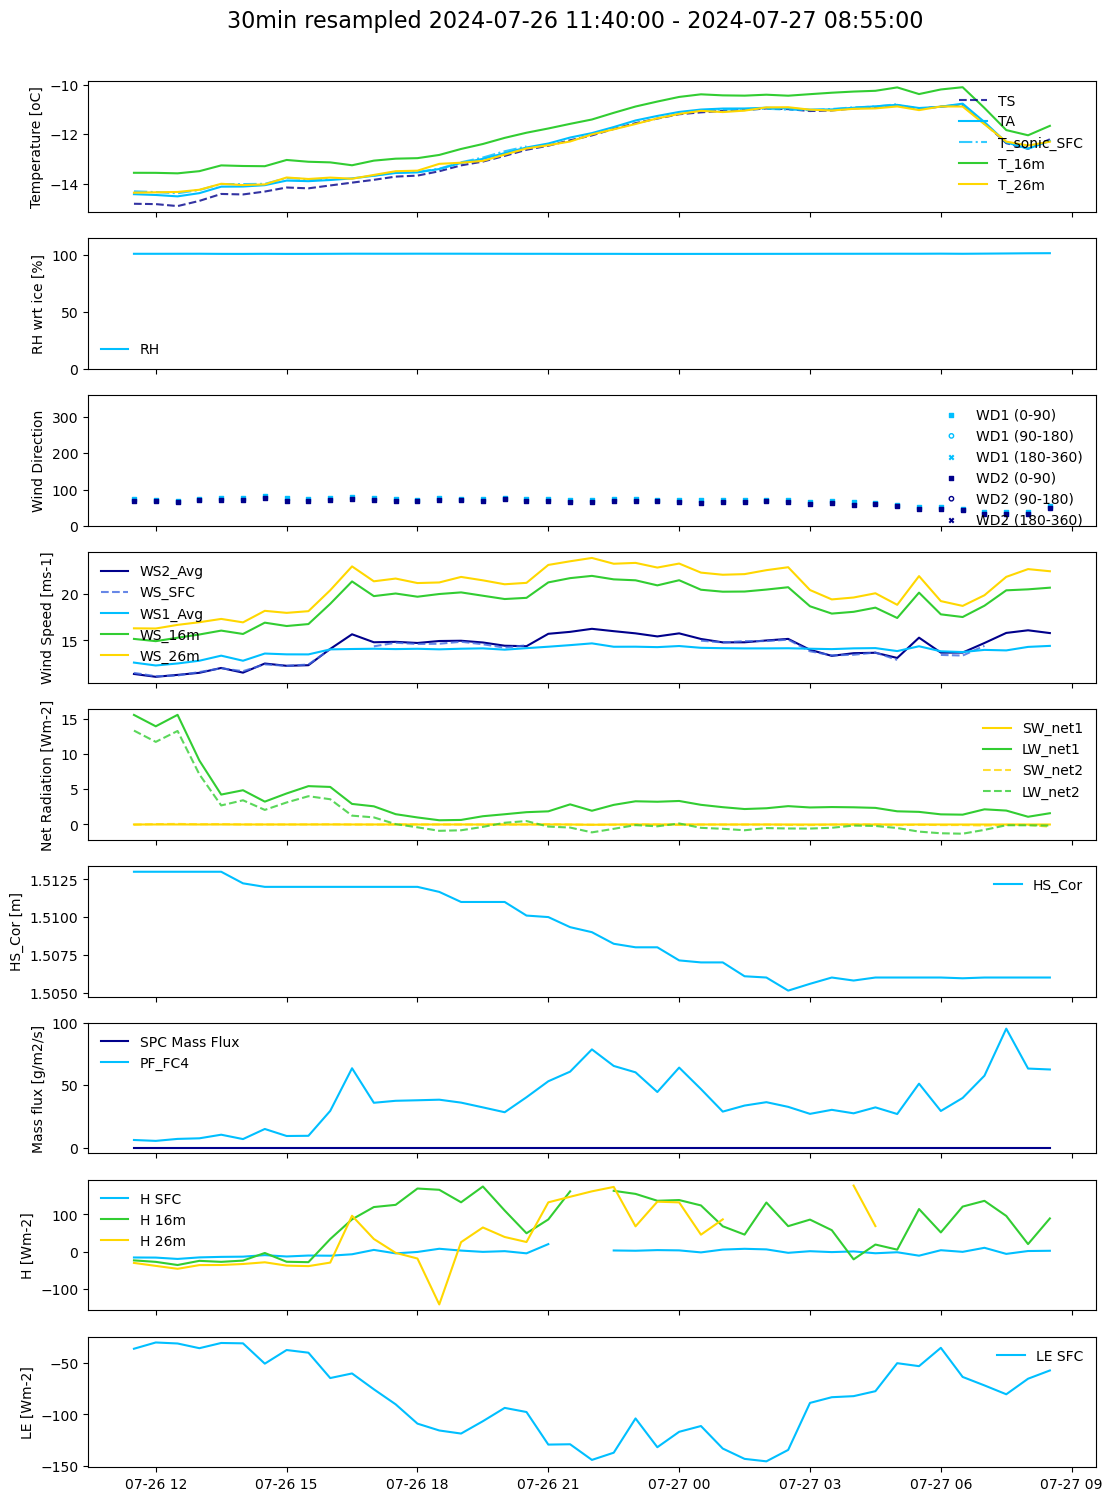 30min resampled 2024-07-26 11:40:00 - 2024-07-27 08:55:00
Temperature [oC]
−10
−12
−14
TS
TA
T_sonic_SFC
T_16m
T_26m
RH wrt ice [%]
100
50
0
RH
Wind Direction
300
200
100
0
WD1 (0-90)
WD1 (90-180)
WD1 (180-360)
WD2 (0-90)
WD2 (90-180)
WD2 (180-360)
Wind Speed [ms-1]
20
15
WS2_Avg
WS_SFC
WS1_Avg
WS_16m
WS_26m
Net Radiation [Wm-2]
15
10
5
0
SW_net1
LW_net1
SW_net2
LW_net2
HS_Cor [m]
1.5125
1.5100
1.5075
1.5050
HS_Cor
Mass flux [g/m2/s]
100
50
0
SPC Mass Flux
PF_FC4
H [Wm-2]
100
0
−100
H SFC
H 16m
H 26m
LE [Wm-2]
−50
−100
−150
LE SFC
07-26 12
07-26 15
07-26 18
07-26 21
07-27 00
07-27 03
07-27 06
07-27 09